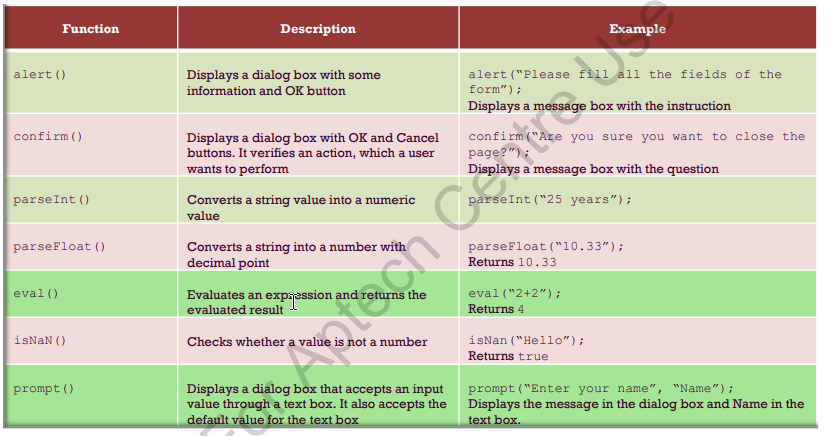 Function Description Example
alert() Displays a dialog box with some alert(“Please fill all the fields of the
information and OK button form”);
Displays a message box with the instruction
confirm() Displays a dialog box with OK and Cancel confirm(“Are you sure you want to close the
buttons. It verifies an action, which a user page?”);
wants to perform Displays a message box with the question
parseInt() Converts a string value into a numeric parseInt(“25 years”);
value
parseFloat() Converts a string into a number with parseFloat(“10.33”);
decimal point Returns 10.33
eval() Evaluates an expression and returns the eval(“2+2”);
evaluated result Returns 4
isNaN() Checks whether a value is not a number isNan(“Hello”);
Returns true
prompt() Displays a dialog box that accepts an input prompt(“Enter your name”, “Name”);
value through a text box. It also accepts the Displays the message in the dialog box and Name in the
default value for the text box text box.
For Aptech Centre Use